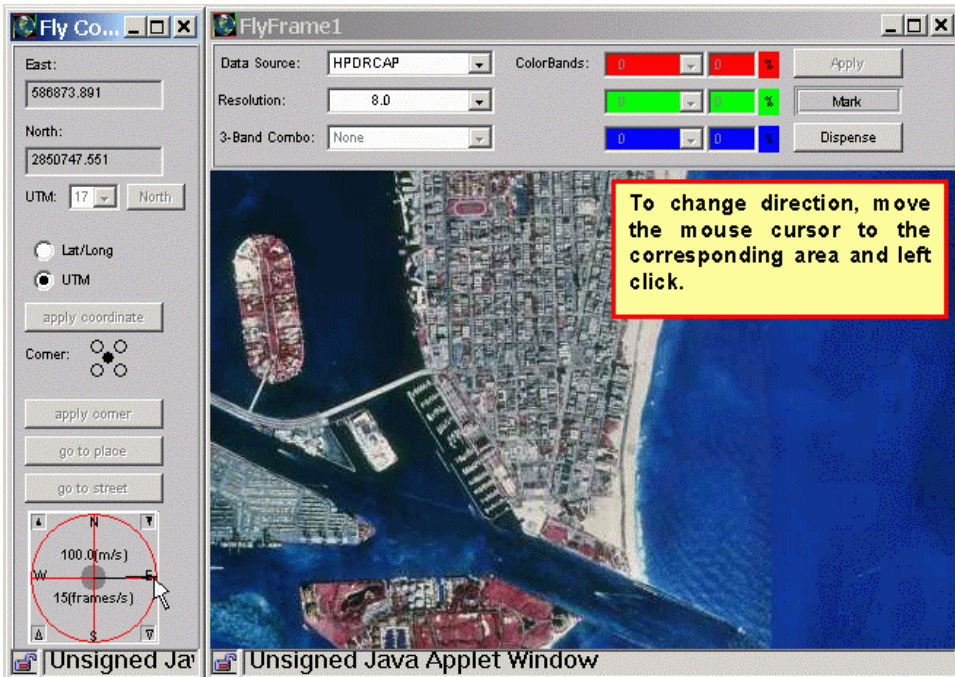 Fly Co...
East:
586873.891
North:
2850747.551
UTM: 17 North
Lat/Long
UTM
apply coordinate
Corner:
apply corner
go to place
go to street
N
100.0(m/s)
W E
15(frames/s)
S
Unsigned Jav
FlyFrame1
Data Source: HPDRCAP ColorBands: 0 0 % Apply
Resolution: 8.0 0 0 % Mark
3-Band Combo: None 0 0 % Dispense
To change direction, move
the mouse cursor to the
corresponding area and left
click.
Unsigned Java Applet Window